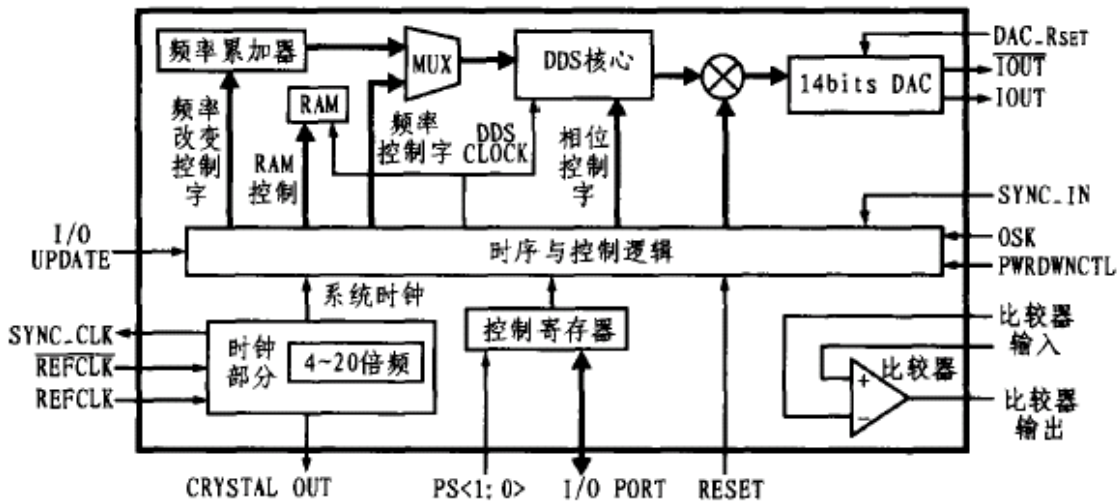 频率累加器
MUX
DDS核心
14bits DAC
DAC_RSET
IOUT
IOUT
RAM
频率
改变
控制
字
RAM
控制
频率
控制字
DDS
CLOCK
相位
控制
字
SYNC_IN
I/O
UPDATE
时序与控制逻辑
OSK
PWRDWNCTL
系统时钟
SYNC_CLK
REFCLK
REFCLK
时钟
部分
4~20倍频
控制寄存器
比较器
输入
比较器
+
-
比较器
输出
CRYSTAL OUT
PS<1:0>
I/O PORT
RESET